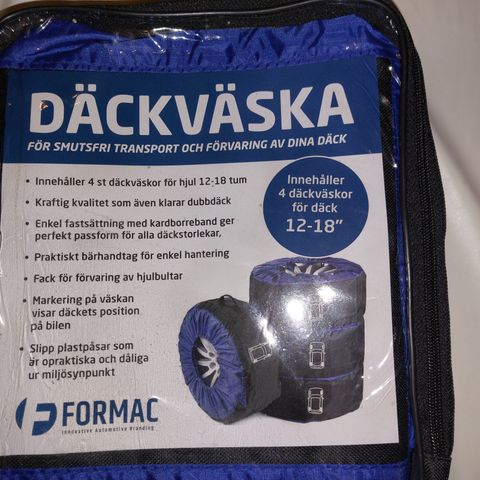 DÄCKVÄSKA
FÖR SMUTSFRI TRANSPORT OCH FÖRVARING AV DINA DÄCK
• Innehåller 4 st däckväskor för hjul 12-18 tum
• Kraftig kvalitet som även klarar dubbdäck
• Enkel fastsättning med kardborreband ger
perfekt passform för alla däckstorlekar,
• Praktiskt bärhandtag för enkel hantering
• Fack för förvaring av hjulbultar
• Markering på väskan
visar däckets position
på bilen
• Slipp plastpåsar som
är opraktiska och dåliga
ur miljösynpunkt
Innehåller
4 däckväskor
för däck
12-18"
FORMAC
Innovative Automotive Branding